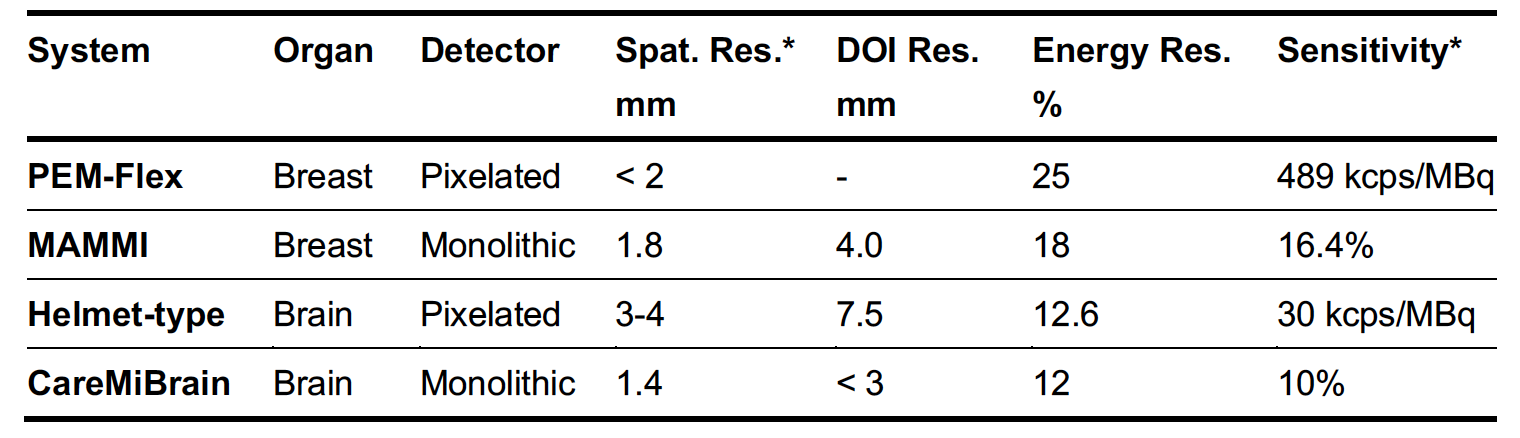 System Organ Detector Spat. Res.* DOI Res. Energy Res. Sensitivity*
mm mm %
PEM-Flex Breast Pixelated < 2 - 25 489 kcps/MBq
MAMMI Breast Monolithic 1.8 4.0 18 16.4%
Helmet-type Brain Pixelated 3-4 7.5 12.6 30 kcps/MBq
CareMiBrain Brain Monolithic 1.4 < 3 12 10%